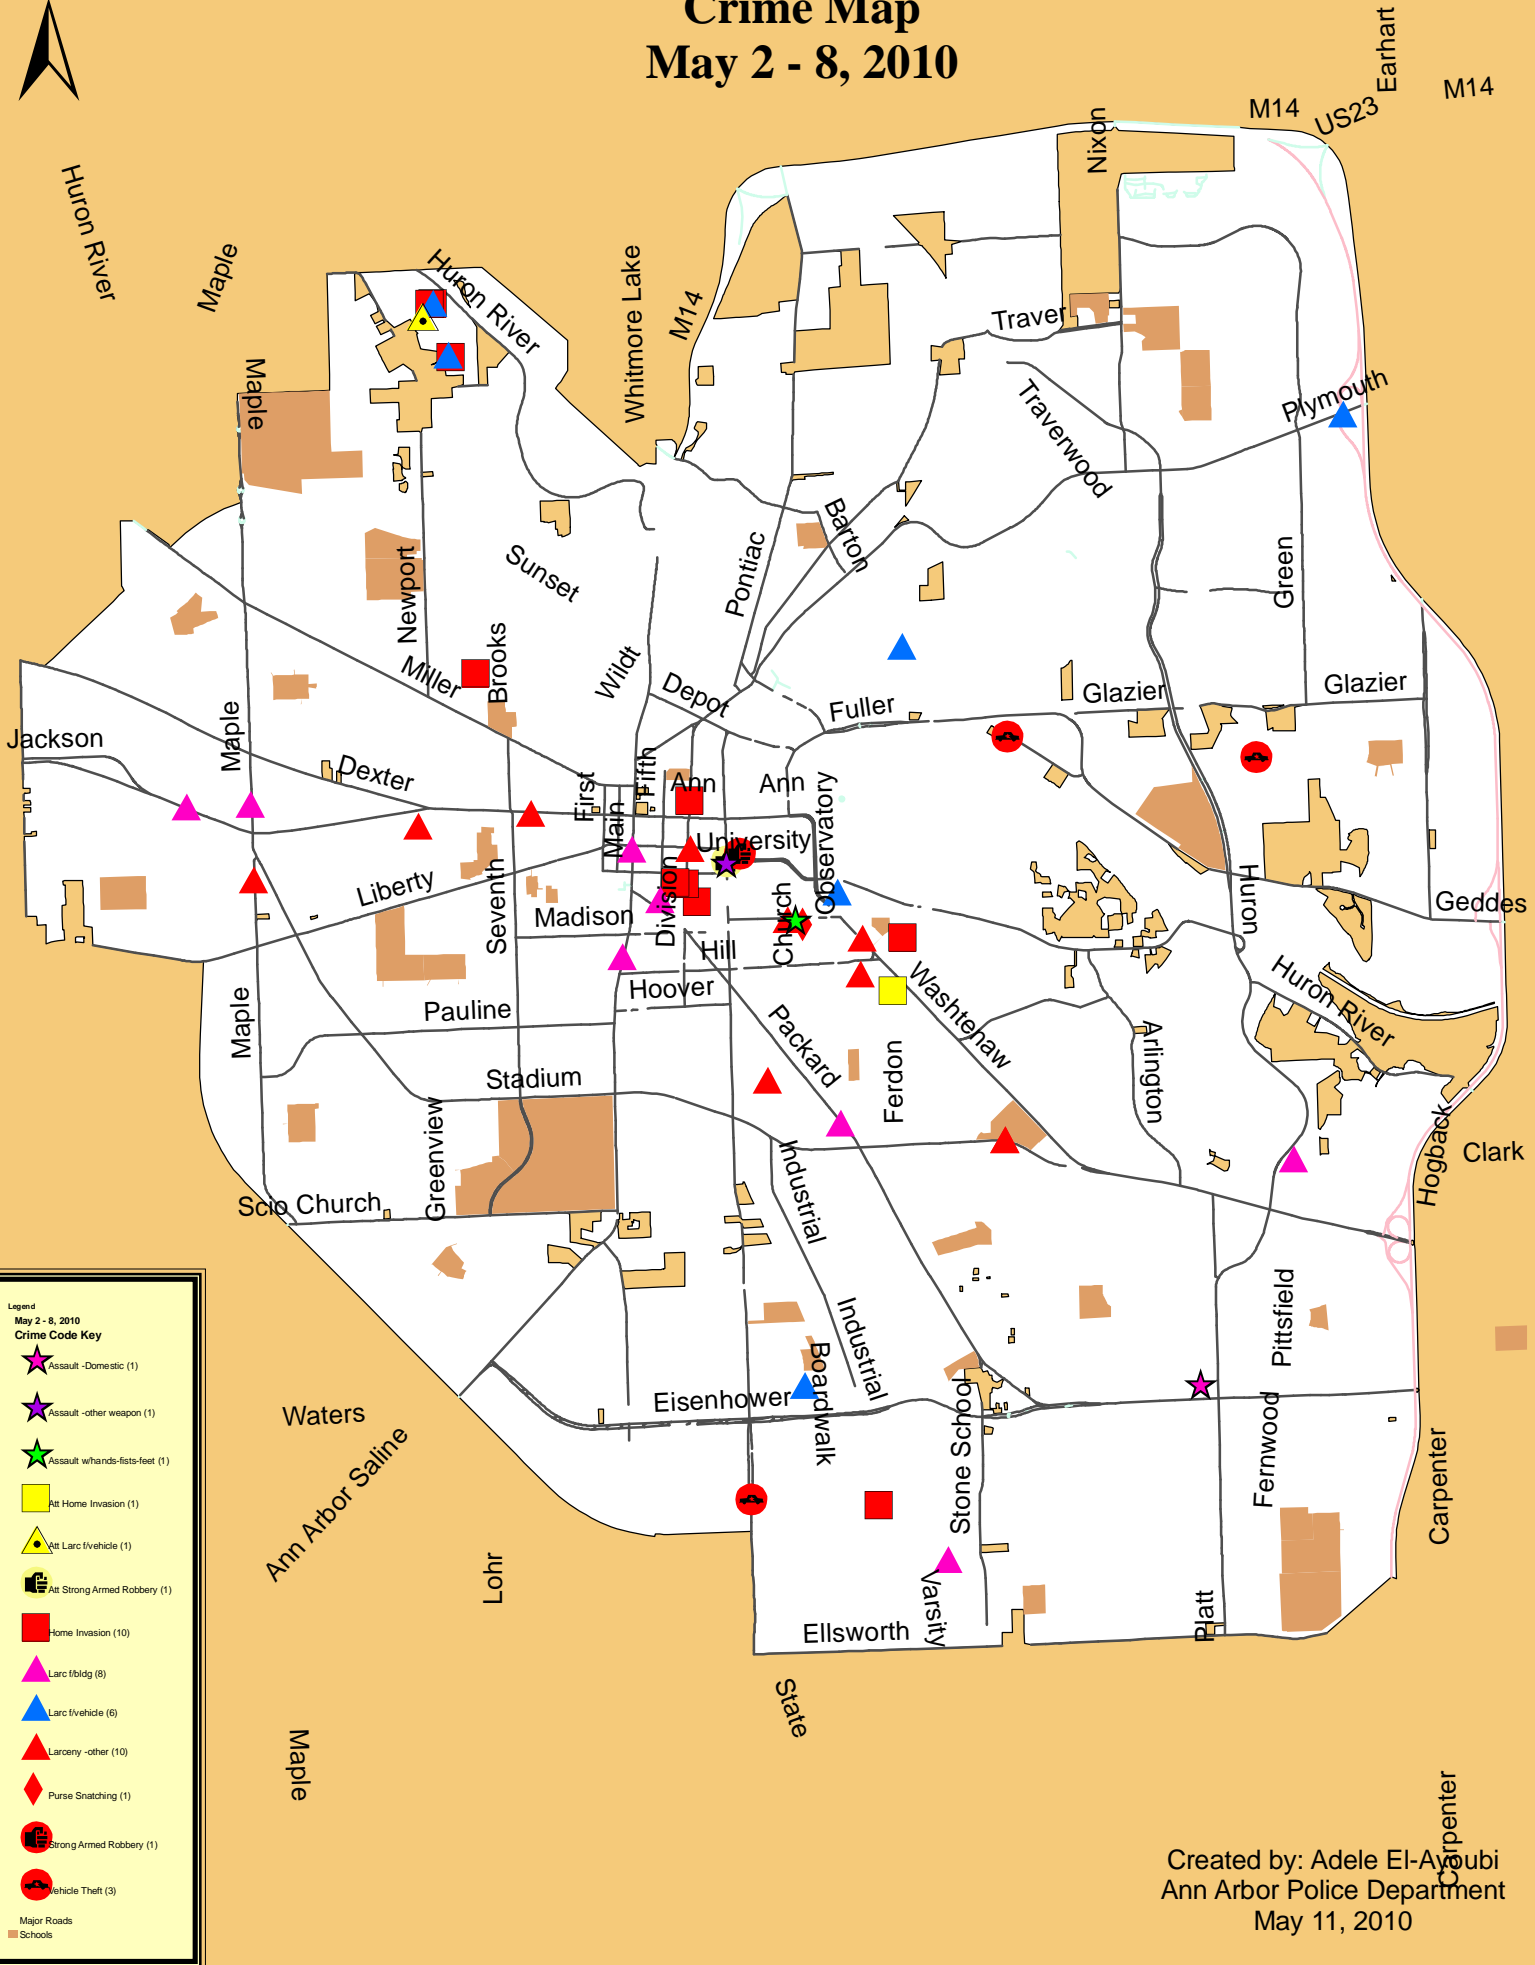 Crime Map
May 2 - 8, 2010
Earhart
M14
M14
US23
Nixon
Huron River
Maple
Whitmore Lake
M14
Huron River
Traver
Maple
Plymouth
Traverwood
Barton
Pontiac
Sunset
Newport
Green
Brooks
Wildt
Miller
Depot
Fuller
Glazier
Glazier
Jackson
Maple
Dexter
First
Fifth
Ann
Ann
Main
University
Observatory
Liberty
Division
Church
Seventh
Madison
Hill
Huron
Geddes
Hoover
Washtenaw
Huron River
Pauline
Maple
Packard
Stadium
Ferdon
Arlington
Greenview
Hogback
Clark
Industrial
Scio Church
Pittsfield
Industrial
Boardwalk
Eisenhower
Stone School
Fernwood
Waters
Ann Arbor Saline
Carpenter
Lohr
Varsity
Platt
Ellsworth
State
Maple
Carpenter
Legend
May 2 - 8, 2010
Crime Code Key
Assault -Domestic (1)
Assault -other weapon (1)
Assault w/hands-fists-feet (1)
Att Home Invasion (1)
Att Larc f/vehicle (1)
Att Strong Armed Robbery (1)
Home Invasion (10)
Larc f/bldg (8)
Larc f/vehicle (6)
Larceny -other (10)
Purse Snatching (1)
Strong Armed Robbery (1)
Vehicle Theft (3)
Major Roads
Schools
Created by: Adele El-Ayoubi
Ann Arbor Police Department
May 11, 2010